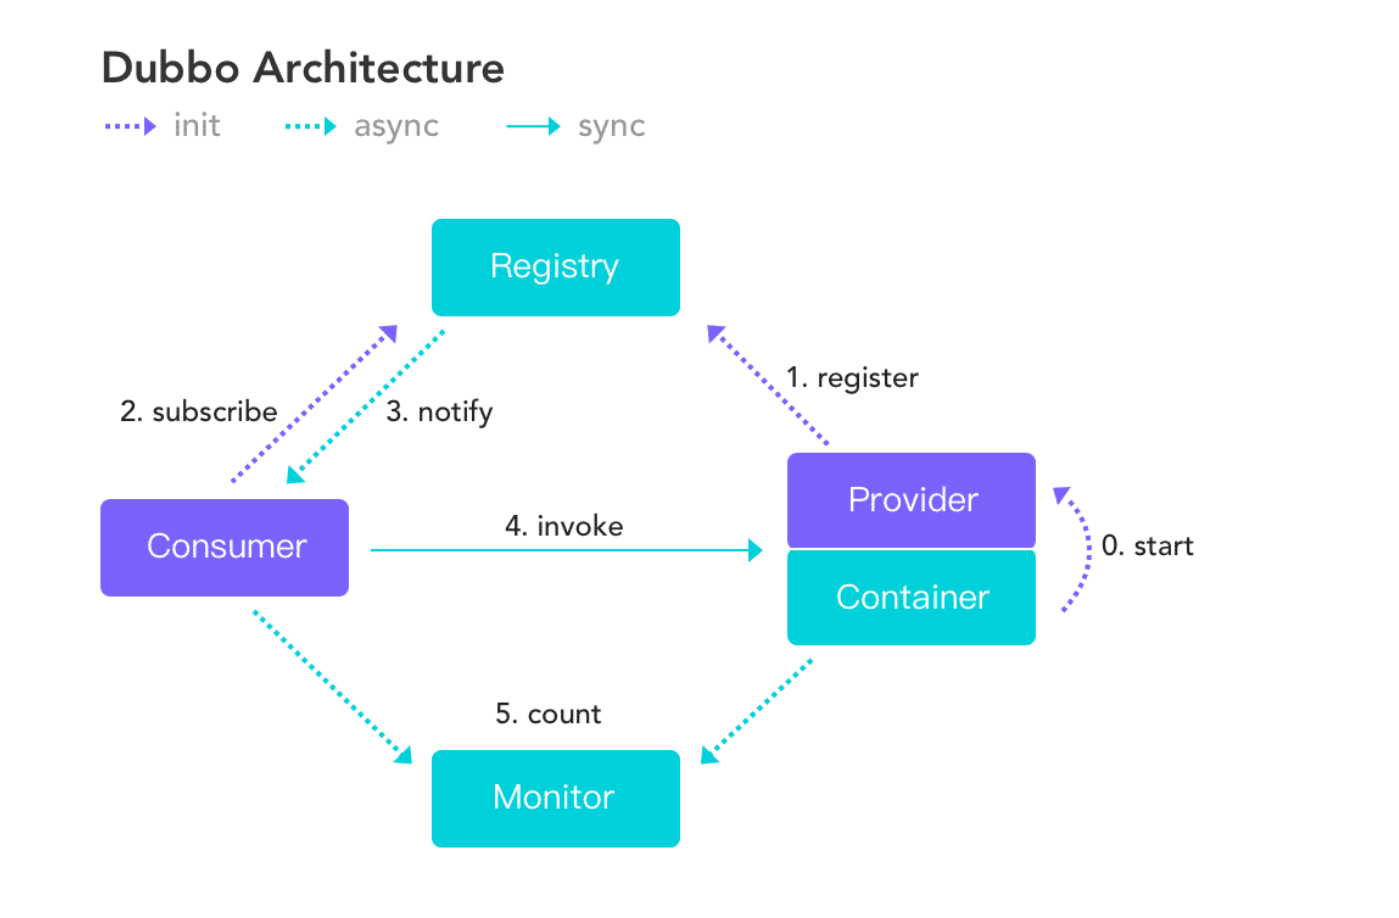 Dubbo Architecture
init async sync
Registry
1. register
2. subscribe
3. notify
Provider
4. invoke
Consumer
0. start
Container
5. count
Monitor